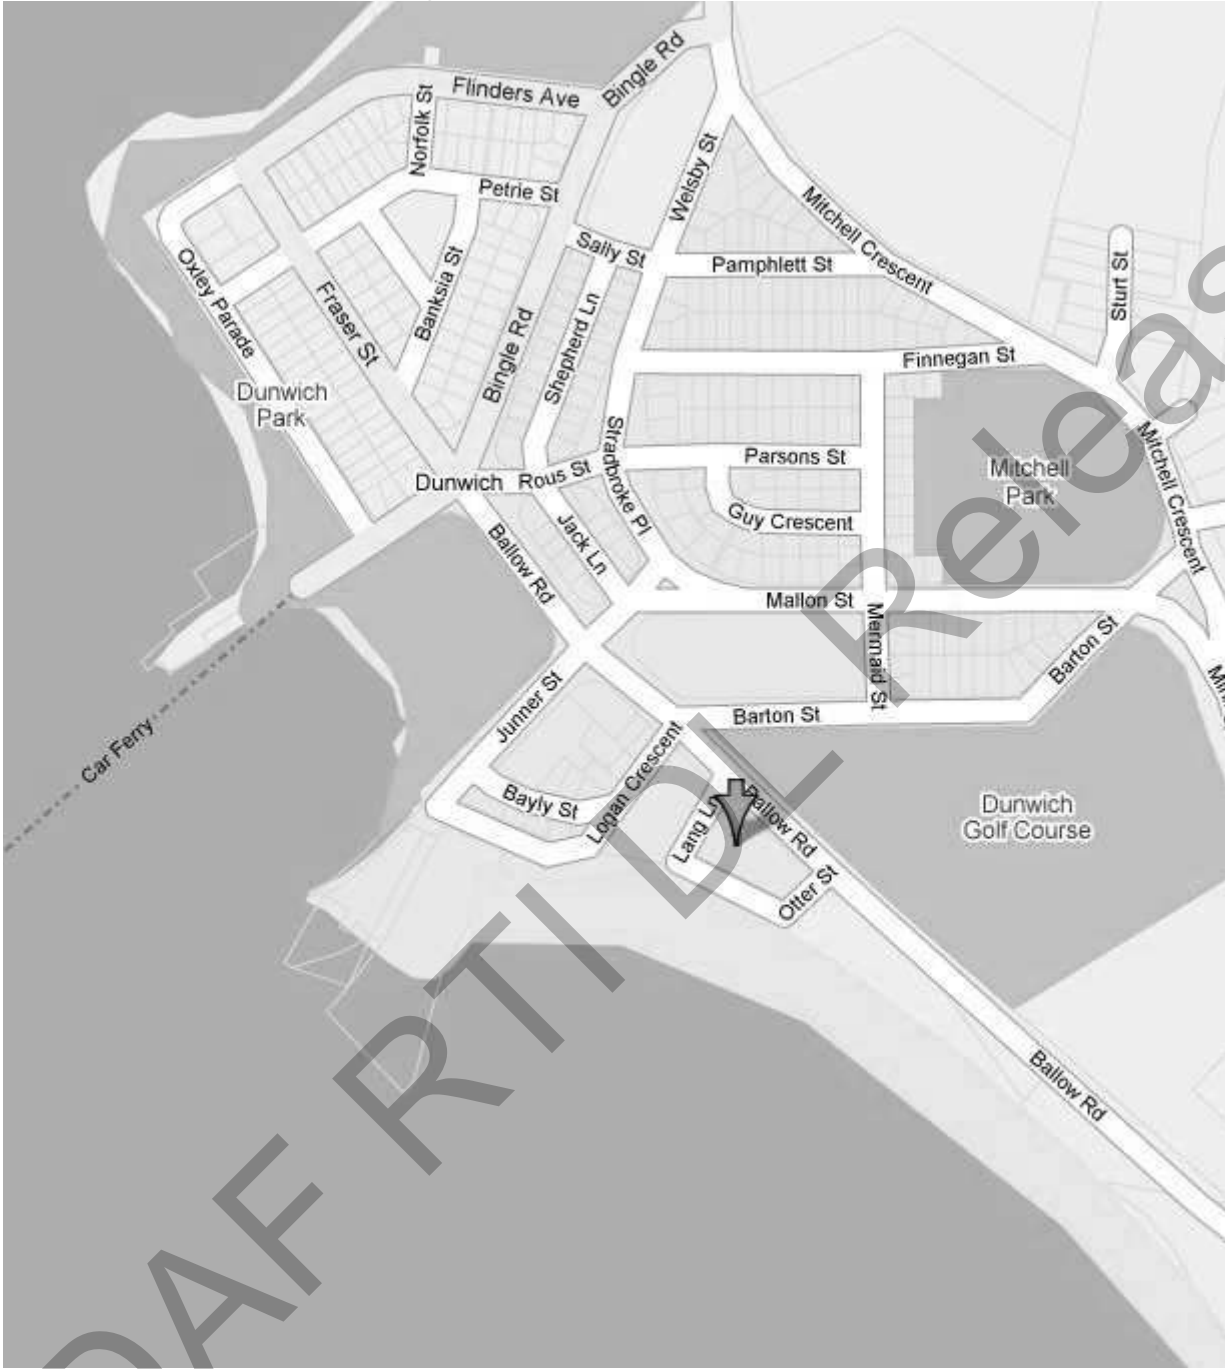 Bingle Rd
Flinders Ave
Norfolk St
Petrie St
Welsby St
Mitchell Crescent
Sally St
Pamphlett St
Sturt St
Oxley Parade
Fraser St
Banksia St
Bingle Rd
Shepherd Ln
Finnegan St
Dunwich
Park
Stradbroke Pl
Parsons St
Mitchell
Park
Mitchell Crescent
Dunwich
Rous St
Guy Crescent
Jack Ln
Ballow Rd
Mallon St
Mermaid St
Barton St
Junner St
Barton St
Car Ferry
Logan Crescent
Bayly St
Lang Ln
Ballow Rd
Dunwich
Golf Course
Otter St
Ballow Rd
DAF RTI DL Releas